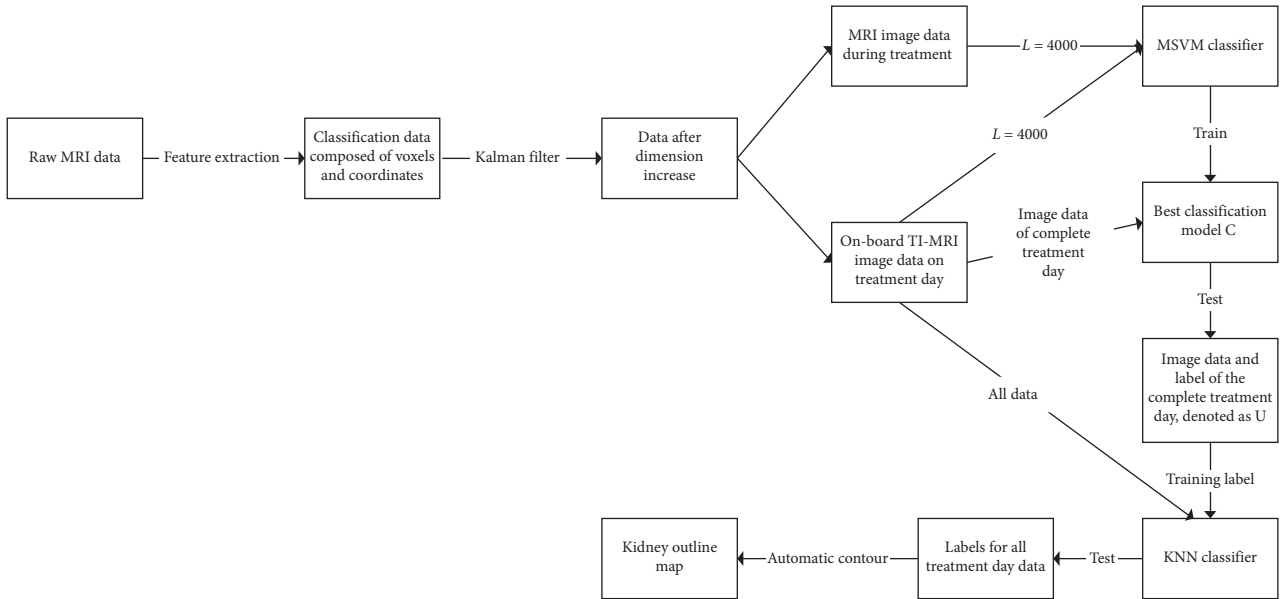 Raw MRI data
Feature extraction
Classification data
composed of voxels
and coordinates
Kalman filter
Data after
dimension
increase
MRI image data
during treatment
L = 4000
MSVM classifier
L = 4000
Train
On-board TI-MRI
image data on
treatment day
Image data
of complete
treatment
day
Best classification
model C
Test
Image data and
label of the
complete treatment
day, denoted as U
All data
Training label
KNN classifier
Test
Labels for all
treatment day data
Automatic contour
Kidney outline
map